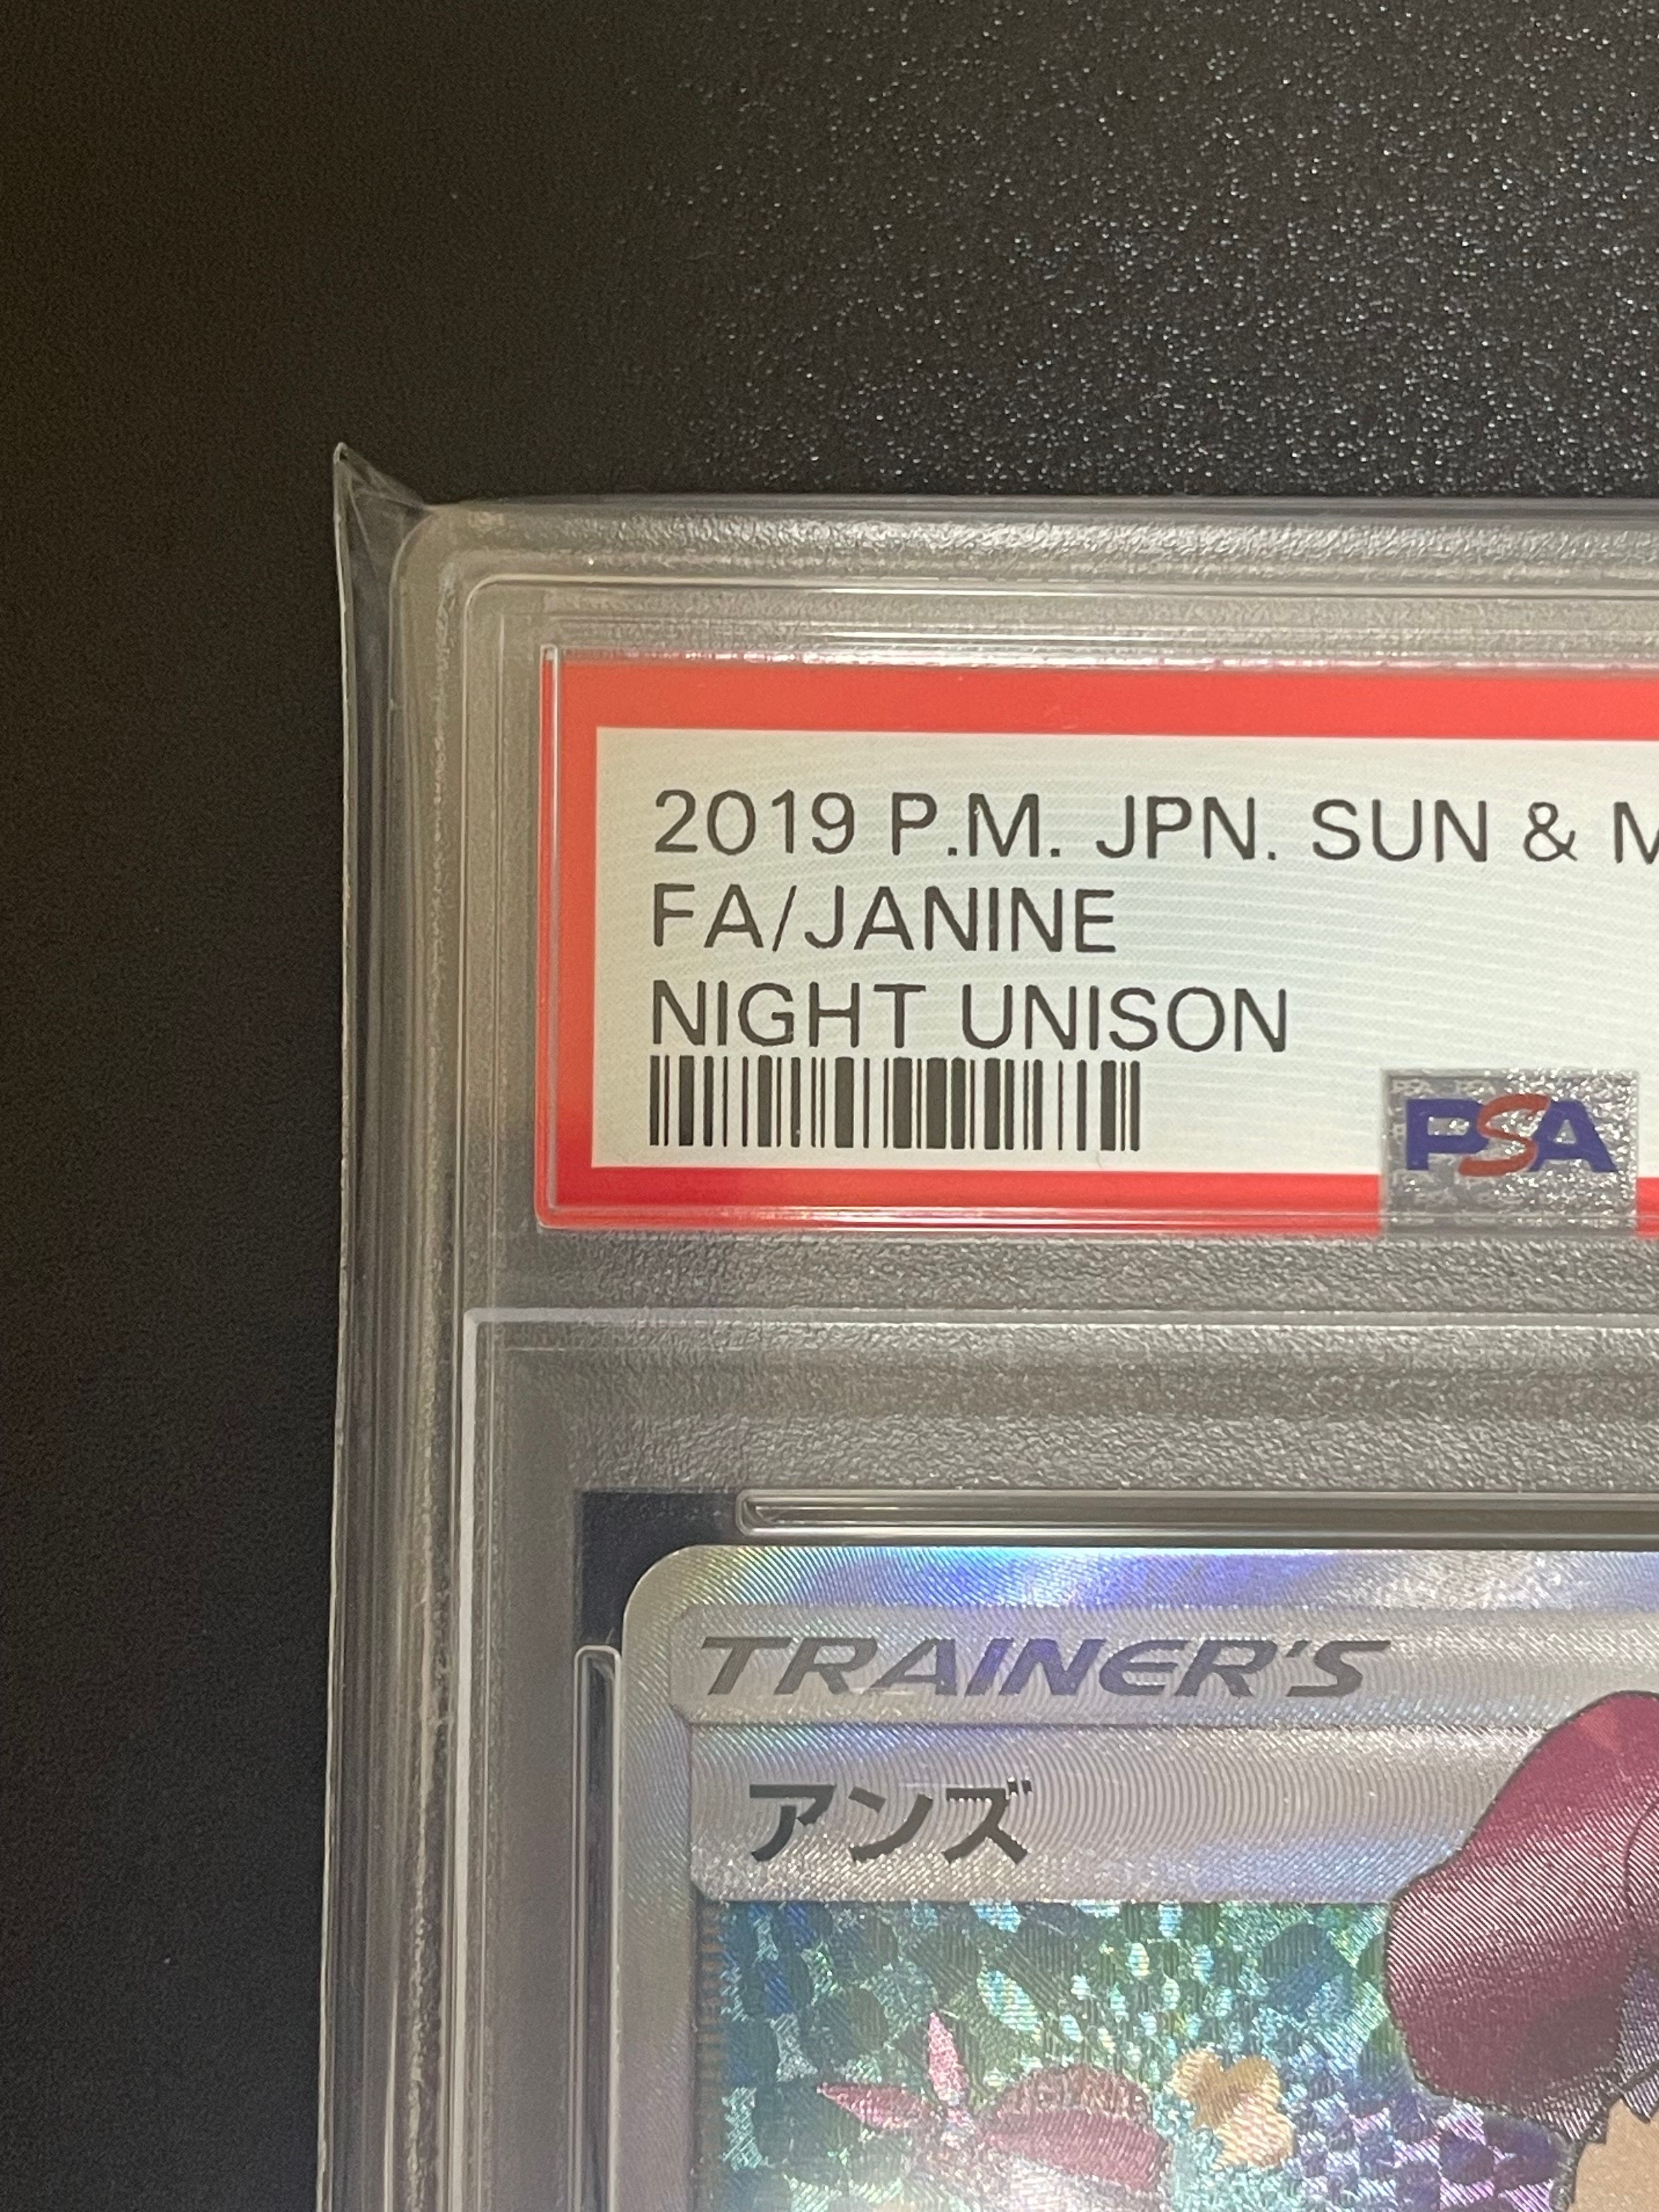 2019 P.M. JPN. SUN & M
FA/JANINE
NIGHT UNISON
PSA
TRAINER'S
アンズ